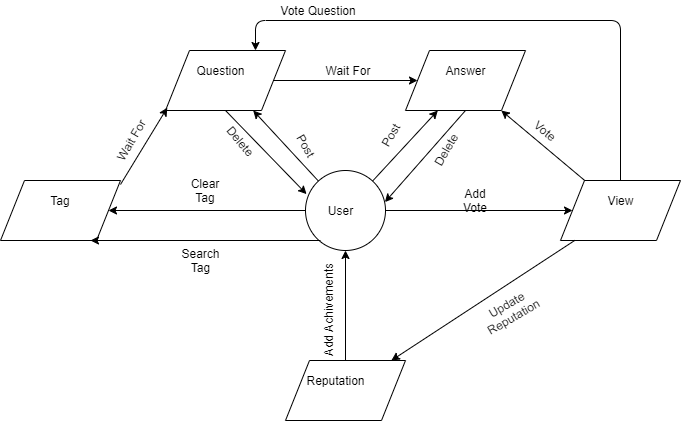 Vote Question
Question
Wait For
Answer
Wait For
Delete
Post
Post
Delete
Vote
Tag
Clear
Tag
User
Add
Vote
View
Search
Tag
Add Achivements
Update
Reputation
Reputation